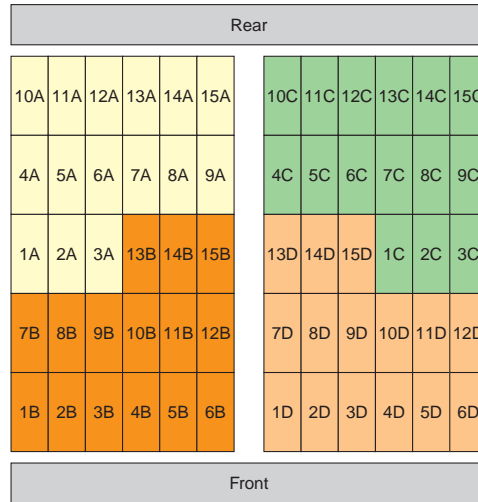 Rear
10A 11A 12A 13A 14A 15A 10C 11C 12C 13C 14C 15C
4A 5A 6A 7A 8A 9A 4C 5C 6C 7C 8C 9C
1A 2A 3A 13B 14B 15B 13D 14D 15D 1C 2C 3C
7B 8B 9B 10B 11B 12B 7D 8D 9D 10D 11D 12D
1B 2B 3B 4B 5B 6B 1D 2D 3D 4D 5D 6D
Front